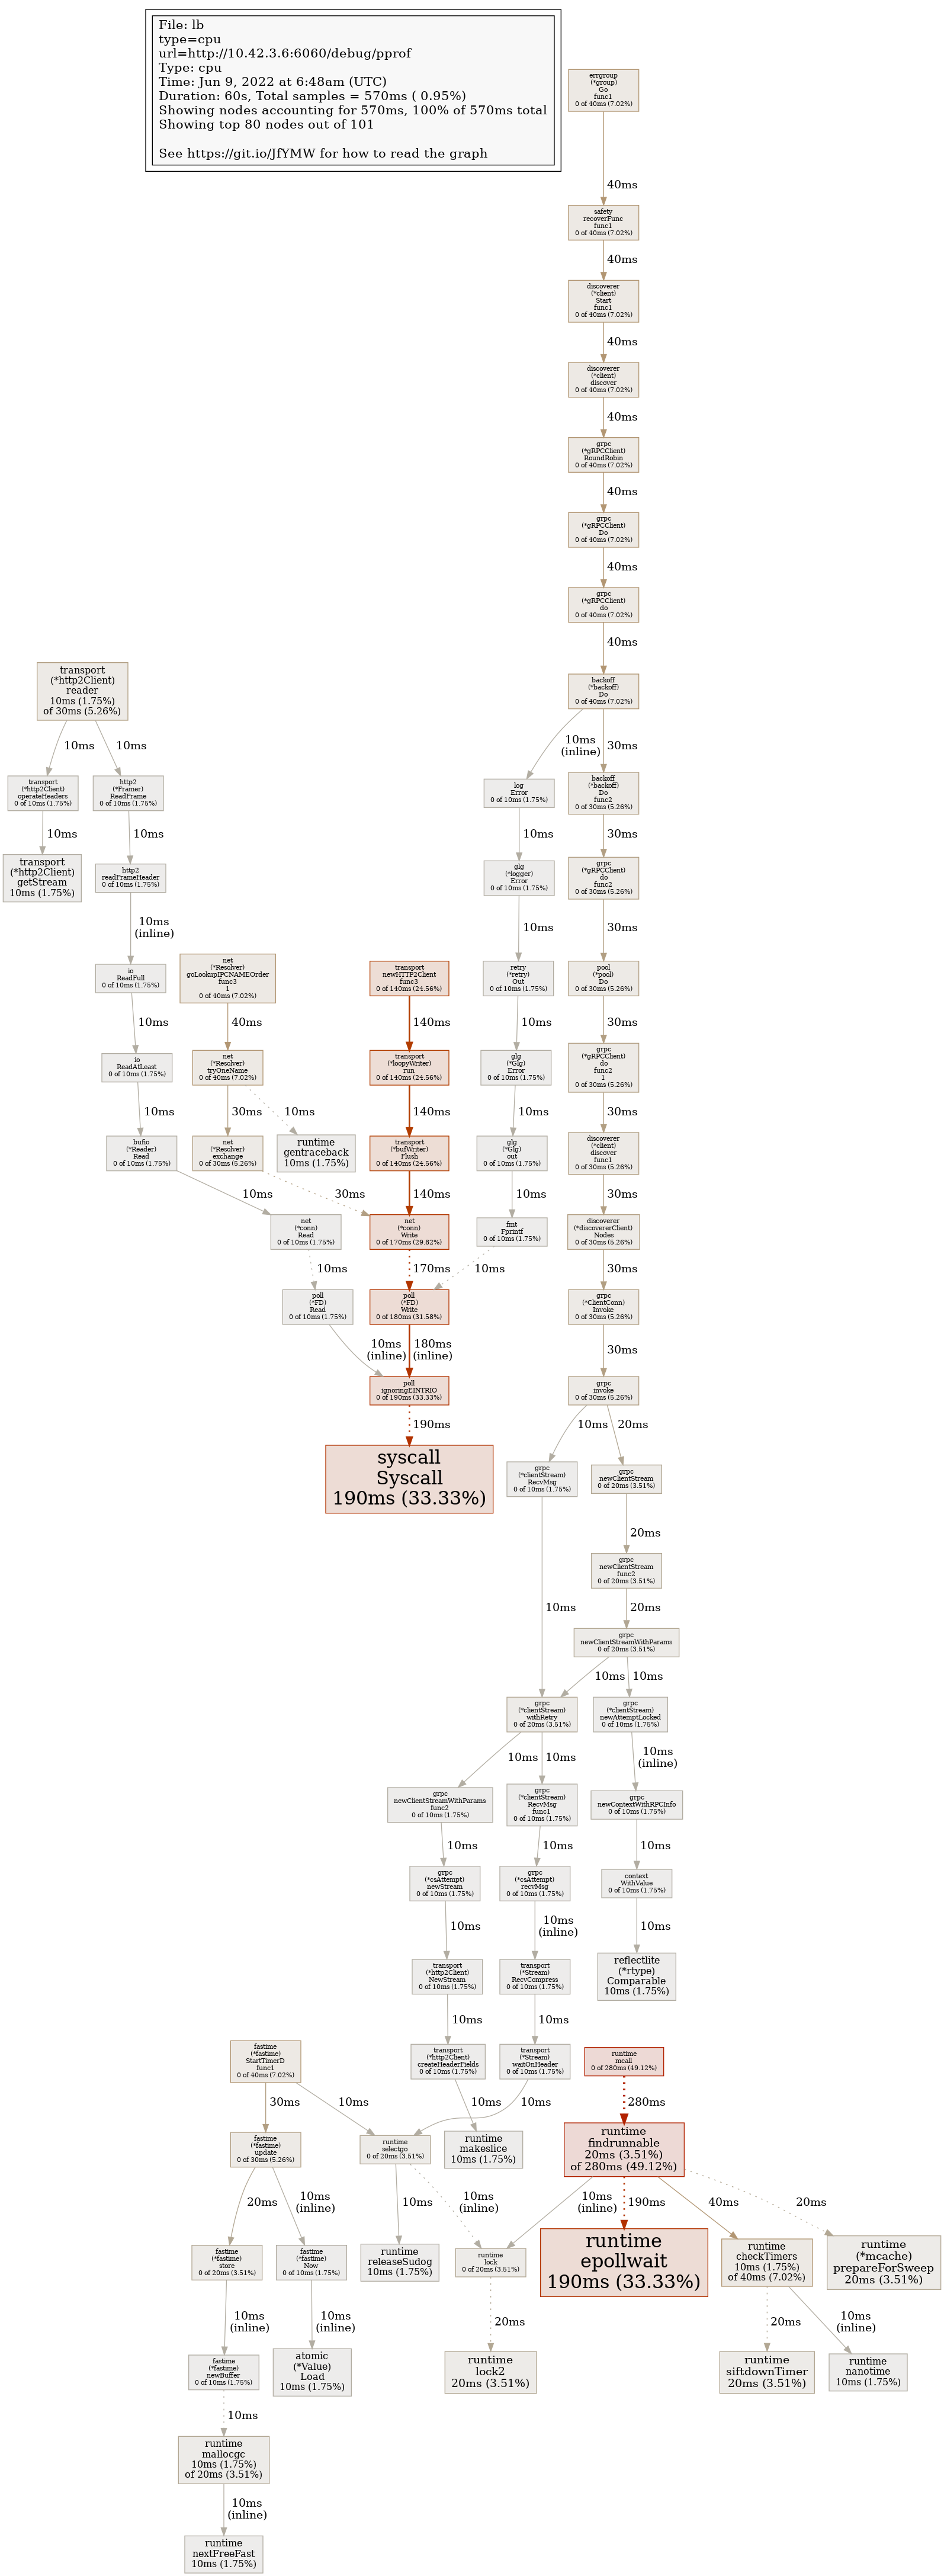 File: lb
type=cpu
url=http://10.42.3.6:6060/debug/pprof
Type: cpu
Time: Jun 9, 2022 at 6:48am (UTC)
Duration: 60s, Total samples = 570ms ( 0.95%)
Showing nodes accounting for 570ms, 100% of 570ms total
Showing top 80 nodes out of 101
See https://git.io/JfYMW for how to read the graph
errgroup
(*group)
Go
func1
0 of 40ms (7.02%)
40ms
safety
recoverFunc
func1
0 of 40ms (7.02%)
40ms
discoverer
(*client)
Start
func1
0 of 40ms (7.02%)
40ms
discoverer
(*client)
discover
0 of 40ms (7.02%)
40ms
grpc
(*gRPCClient)
RoundRobin
0 of 40ms (7.02%)
40ms
grpc
(*gRPCClient)
Do
0 of 40ms (7.02%)
40ms
grpc
(*gRPCClient)
do
0 of 40ms (7.02%)
40ms
backoff
(*backoff)
Do
0 of 40ms (7.02%)
10ms
(inline)
30ms
transport
(*http2Client)
reader
10ms (1.75%)
of 30ms (5.26%)
10ms
10ms
transport
(*http2Client)
operateHeaders
0 of 10ms (1.75%)
10ms
transport
(*http2Client)
getStream
10ms (1.75%)
http2
(*Framer)
ReadFrame
0 of 10ms (1.75%)
10ms
http2
readFrameHeader
0 of 10ms (1.75%)
10ms
(inline)
io
ReadFull
0 of 10ms (1.75%)
10ms
io
ReadAtLeast
0 of 10ms (1.75%)
10ms
bufio
(*Reader)
Read
0 of 10ms (1.75%)
10ms
net
(*conn)
Read
0 of 10ms (1.75%)
10ms
poll
(*FD)
Read
0 of 10ms (1.75%)
10ms
(inline)
net
(*Resolver)
goLookupIPCNAMEOrder
func3
1
0 of 40ms (7.02%)
40ms
net
(*Resolver)
tryOneName
0 of 40ms (7.02%)
30ms
10ms
net
(*Resolver)
exchange
0 of 30ms (5.26%)
30ms
runtime
gentraceback
10ms (1.75%)
transport
newHTTP2Client
func3
0 of 140ms (24.56%)
140ms
transport
(*loopyWriter)
run
0 of 140ms (24.56%)
140ms
transport
(*bufWriter)
Flush
0 of 140ms (24.56%)
140ms
net
(*conn)
Write
0 of 170ms (29.82%)
170ms
poll
(*FD)
Write
0 of 180ms (31.58%)
180ms
(inline)
poll
ignoringEINTRIO
0 of 190ms (33.33%)
190ms
syscall
Syscall
190ms (33.33%)
log
Error
0 of 10ms (1.75%)
10ms
glg
(*logger)
Error
0 of 10ms (1.75%)
10ms
retry
(*retry)
Out
0 of 10ms (1.75%)
10ms
glg
(*Glg)
Error
0 of 10ms (1.75%)
10ms
glg
(*Glg)
out
0 of 10ms (1.75%)
10ms
fmt
Fprintf
0 of 10ms (1.75%)
10ms
backoff
(*backoff)
Do
func2
0 of 30ms (5.26%)
30ms
grpc
(*gRPCClient)
do
func2
0 of 30ms (5.26%)
30ms
pool
(*pool)
Do
0 of 30ms (5.26%)
30ms
grpc
(*gRPCClient)
do
func2
1
0 of 30ms (5.26%)
30ms
discoverer
(*client)
discover
func1
0 of 30ms (5.26%)
30ms
discoverer
(*discovererClient)
Nodes
0 of 30ms (5.26%)
30ms
grpc
(*ClientConn)
Invoke
0 of 30ms (5.26%)
30ms
grpc
invoke
0 of 30ms (5.26%)
10ms
20ms
grpc
(*clientStream)
RecvMsg
0 of 10ms (1.75%)
10ms
grpc
newClientStream
0 of 20ms (3.51%)
20ms
grpc
newClientStream
func2
0 of 20ms (3.51%)
20ms
grpc
newClientStreamWithParams
0 of 20ms (3.51%)
10ms
10ms
grpc
(*clientStream)
withRetry
0 of 20ms (3.51%)
10ms
10ms
grpc
(*clientStream)
newAttemptLocked
0 of 10ms (1.75%)
10ms
(inline)
grpc
newClientStreamWithParams
func2
0 of 10ms (1.75%)
10ms
grpc
(*clientStream)
RecvMsg
func1
0 of 10ms (1.75%)
10ms
grpc
newContextWithRPCInfo
0 of 10ms (1.75%)
10ms
grpc
(*csAttempt)
newStream
0 of 10ms (1.75%)
10ms
grpc
(*csAttempt)
recvMsg
0 of 10ms (1.75%)
10ms
(inline)
context
WithValue
0 of 10ms (1.75%)
10ms
transport
(*http2Client)
NewStream
0 of 10ms (1.75%)
10ms
transport
(*Stream)
RecvCompress
0 of 10ms (1.75%)
10ms
reflectlite
(*rtype)
Comparable
10ms (1.75%)
fastime
(*fastime)
StartTimerD
func1
0 of 40ms (7.02%)
30ms
10ms
transport
(*http2Client)
createHeaderFields
0 of 10ms (1.75%)
10ms
transport
(*Stream)
waitOnHeader
0 of 10ms (1.75%)
10ms
runtime
mcall
0 of 280ms (49.12%)
280ms
fastime
(*fastime)
update
0 of 30ms (5.26%)
20ms
10ms
(inline)
runtime
selectgo
0 of 20ms (3.51%)
10ms
10ms
(inline)
runtime
makeslice
10ms (1.75%)
runtime
findrunnable
20ms (3.51%)
of 280ms (49.12%)
10ms
(inline)
190ms
40ms
20ms
fastime
(*fastime)
store
0 of 20ms (3.51%)
10ms
(inline)
fastime
(*fastime)
Now
0 of 10ms (1.75%)
10ms
(inline)
runtime
releaseSudog
10ms (1.75%)
runtime
lock
0 of 20ms (3.51%)
20ms
runtime
epollwait
190ms (33.33%)
runtime
checkTimers
10ms (1.75%)
of 40ms (7.02%)
20ms
10ms
(inline)
runtime
(*mcache)
prepareForSweep
20ms (3.51%)
fastime
(*fastime)
newBuffer
0 of 10ms (1.75%)
10ms
atomic
(*Value)
Load
10ms (1.75%)
runtime
lock2
20ms (3.51%)
runtime
siftdownTimer
20ms (3.51%)
runtime
nanotime
10ms (1.75%)
runtime
mallocgc
10ms (1.75%)
of 20ms (3.51%)
10ms
(inline)
runtime
nextFreeFast
10ms (1.75%)